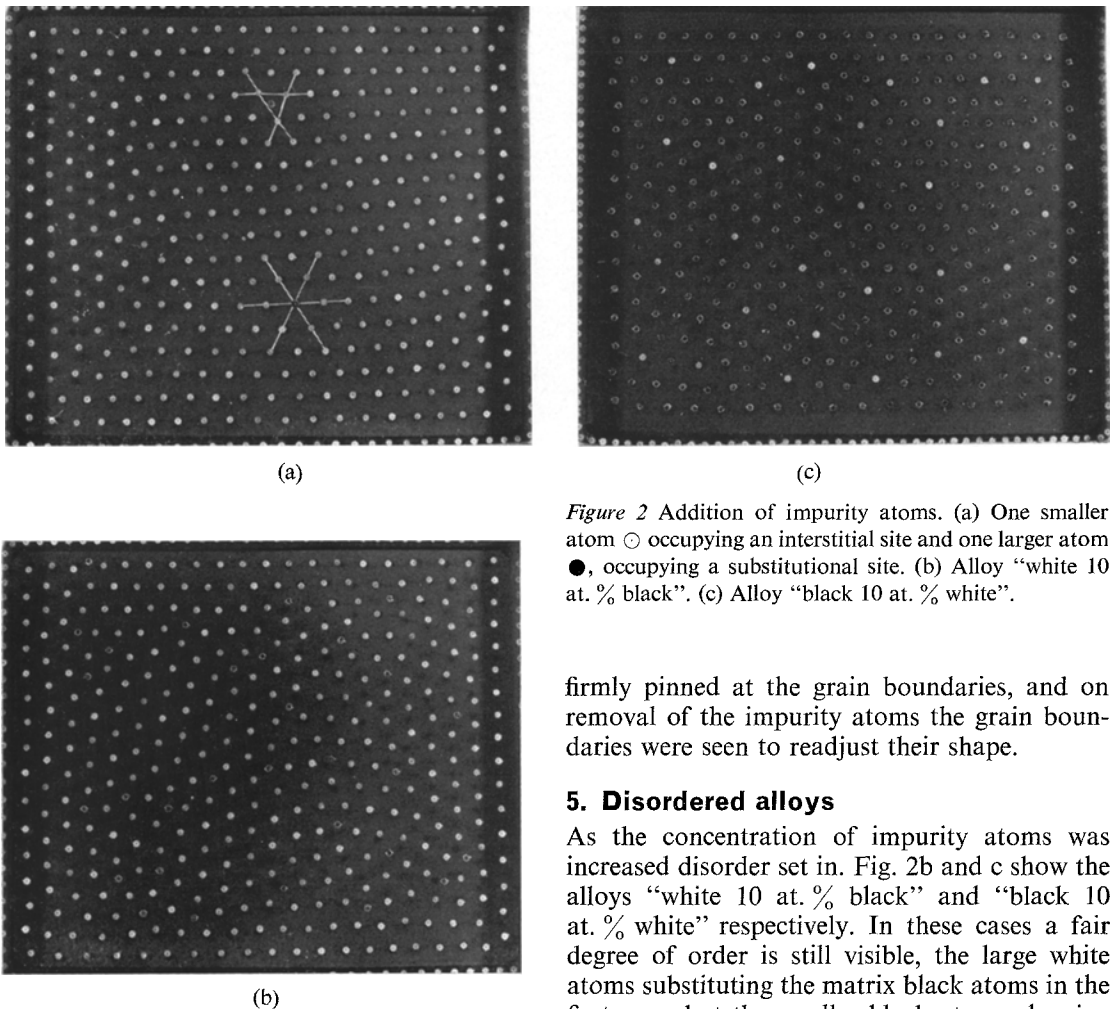 (a)
(c)
Figure 2 Addition of impurity atoms. (a) One smaller
atom ⊙ occupying an interstitial site and one larger atom
●, occupying a substitutional site. (b) Alloy “white 10
at. % black”. (c) Alloy “black 10 at. % white”.
(b)
firmly pinned at the grain boundaries, and on
removal of the impurity atoms the grain boun-
daries were seen to readjust their shape.
5. Disordered alloys
As the concentration of impurity atoms was
increased disorder set in. Fig. 2b and c show the
alloys “white 10 at. % black” and “black 10
at. % white” respectively. In these cases a fair
degree of order is still visible, the large white
atoms substituting the matrix black atoms in the